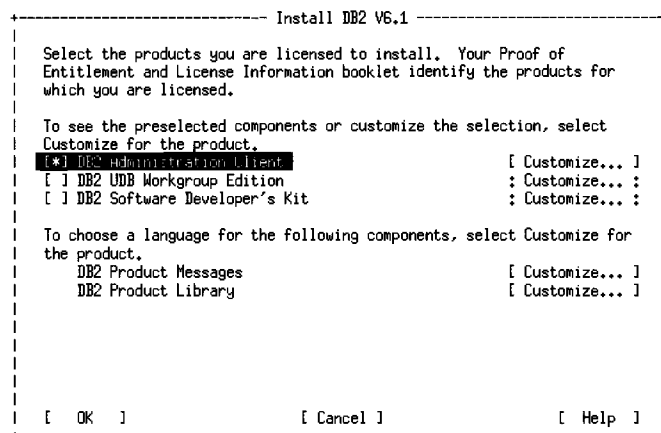 Install DB2 V6.1
Select the products you are licensed to install. Your Proof of
Entitlement and License Information booklet identify the products for
which you are licensed.
To see the preselected components or customize the selection, select
Customize for the product.
[*] DB2 Administration Client [ Customize... ]
[ ] DB2 UDB Workgroup Edition : Customize... :
[ ] DB2 Software Developer's Kit : Customize... :
To choose a language for the following components, select Customize for
the product.
DB2 Product Messages [ Customize... ]
DB2 Product Library [ Customize... ]
[ OK ] [ Cancel ] [ Help ]